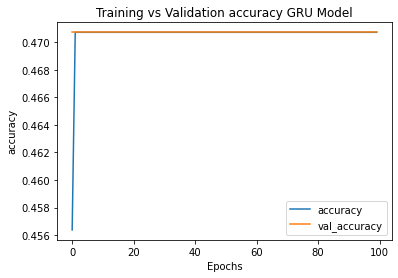 Training vs Validation accuracy GRU Model
accuracy
0.470
0.468
0.466
0.464
0.462
0.460
0.458
0.456
0 20 40 60 80 100
Epochs
accuracy
val_accuracy